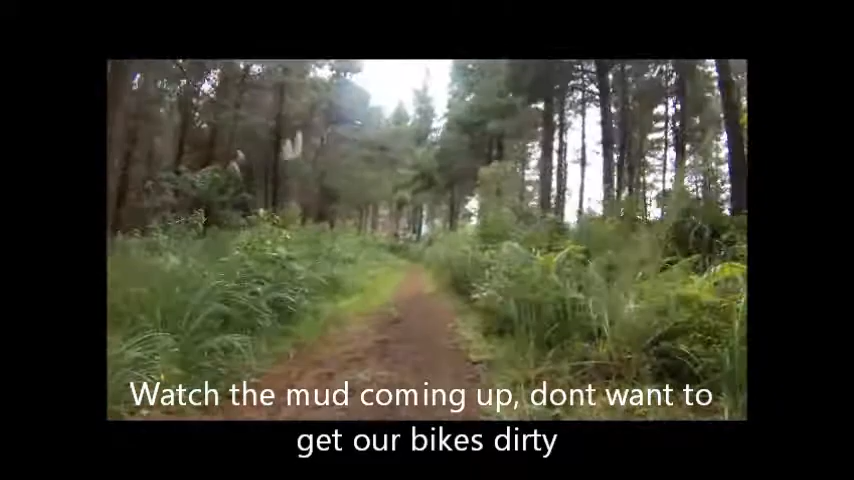 Watch the mud coming up, dont want to
get our bikes dirty